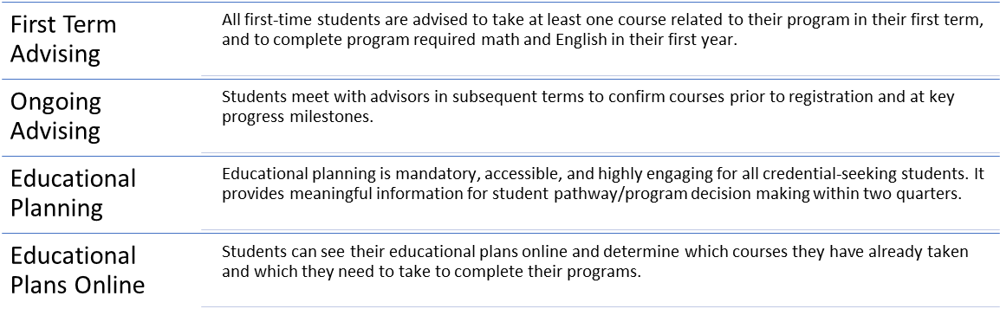 First Term
Advising
All first-time students are advised to take at least one course related to their program in their first term,
and to complete program required math and English in their first year.
Ongoing
Advising
Students meet with advisors in subsequent terms to confirm courses prior to registration and at key
progress milestones.
Educational
Planning
Educational planning is mandatory, accessible, and highly engaging for all credential-seeking students. It
provides meaningful information for student pathway/program decision making within two quarters.
Educational
Plans Online
Students can see their educational plans online and determine which courses they have already taken
and which they need to take to complete their programs.